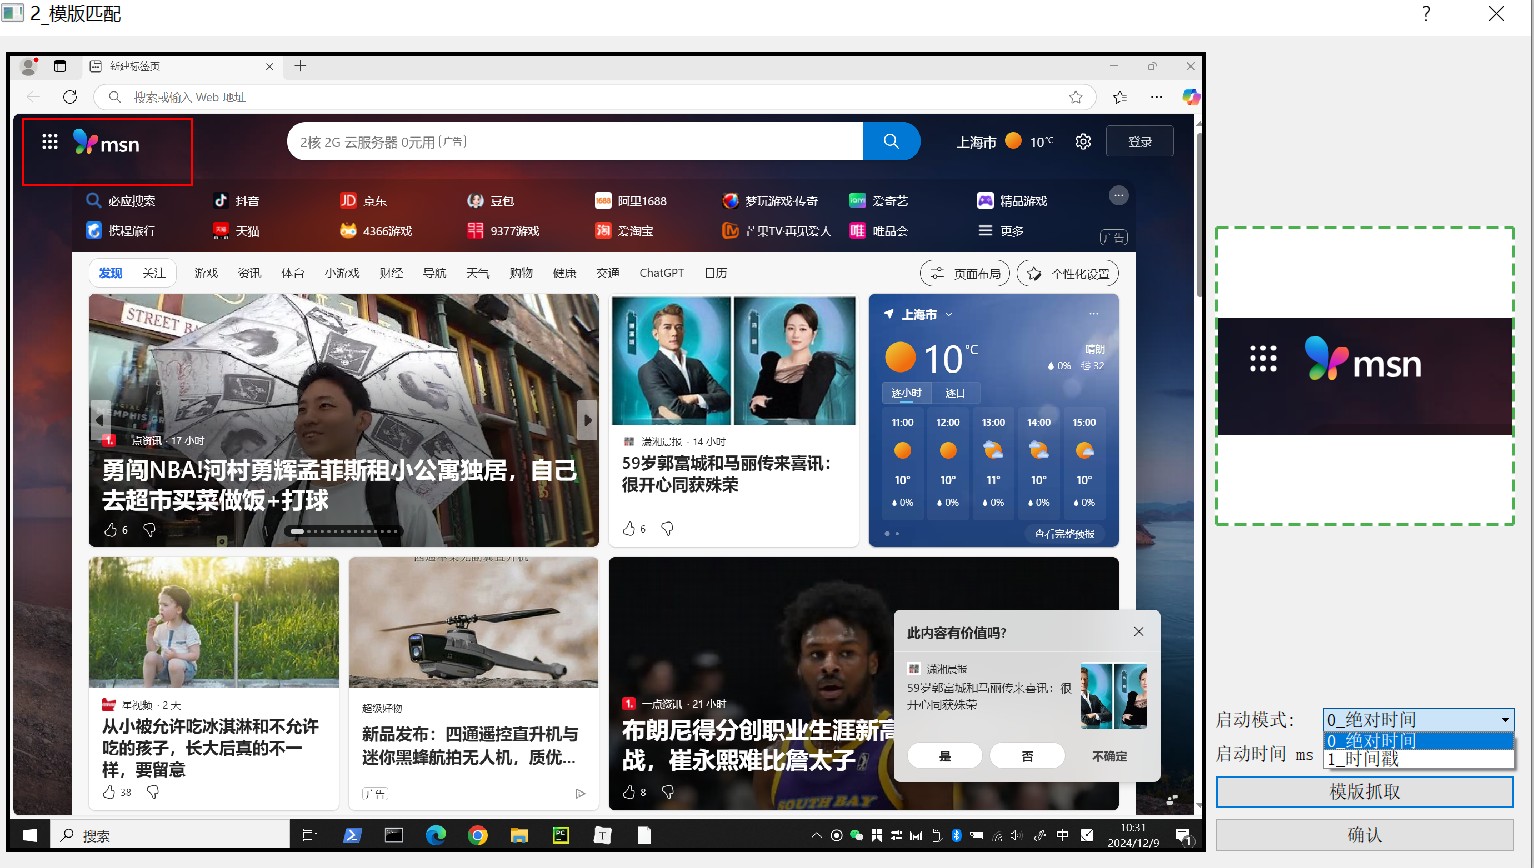 2_模版匹配
?
新建标签页
搜索或输入 Web 地址
msn
2核 2G 云服务器 0元用 广告
上海市 10°C
登录
必应搜索 抖音 京东 豆包 阿里1688 梦玩游戏·传奇 爱奇艺 精品游戏
携程旅行 天猫 4366游戏 9377游戏 爱淘宝 芒果TV·再见爱人 唯品会 更多
广告
发现 关注 游戏 资讯 体育 小游戏 财经 导航 天气 购物 健康 交通 ChatGPT 日历
页面布局 个性化设置
STREET
一点资讯 · 17 小时
勇闯NBA!河村勇辉孟菲斯租小公寓独居，自己
去超市买菜做饭+打球
6
潇湘晨报 · 14 小时
59岁郭富城和马丽传来喜讯：
很开心同获殊荣
6
上海市
10°C
晴朗
0% 32
逐小时 逐日
11:00 12:00 13:00 14:00 15:00
10° 10° 11° 10° 10°
0% 0% 0% 0% 0%
查看完整预报
星视频 · 2 天
从小被允许吃冰淇淋和不允许
吃的孩子，长大后真的不一
样，要留意
38
超级好物
新品发布：四通遥控直升机与
迷你黑蜂航拍无人机，质优...
广告
一点资讯 · 21 小时
布朗尼得分创职业生涯新高
战，崔永熙难比詹太子
8
SOUTH BAY
此内容有价值吗?
潇湘晨报
59岁郭富城和马丽传来喜讯：很
开心同获殊荣
是 否 不确定
搜索
中
10:31
2024/12/9
1
msn
启动模式: 0_绝对时间
0_绝对时间
1_时间戳
启动时间 ms
模版抓取
确认